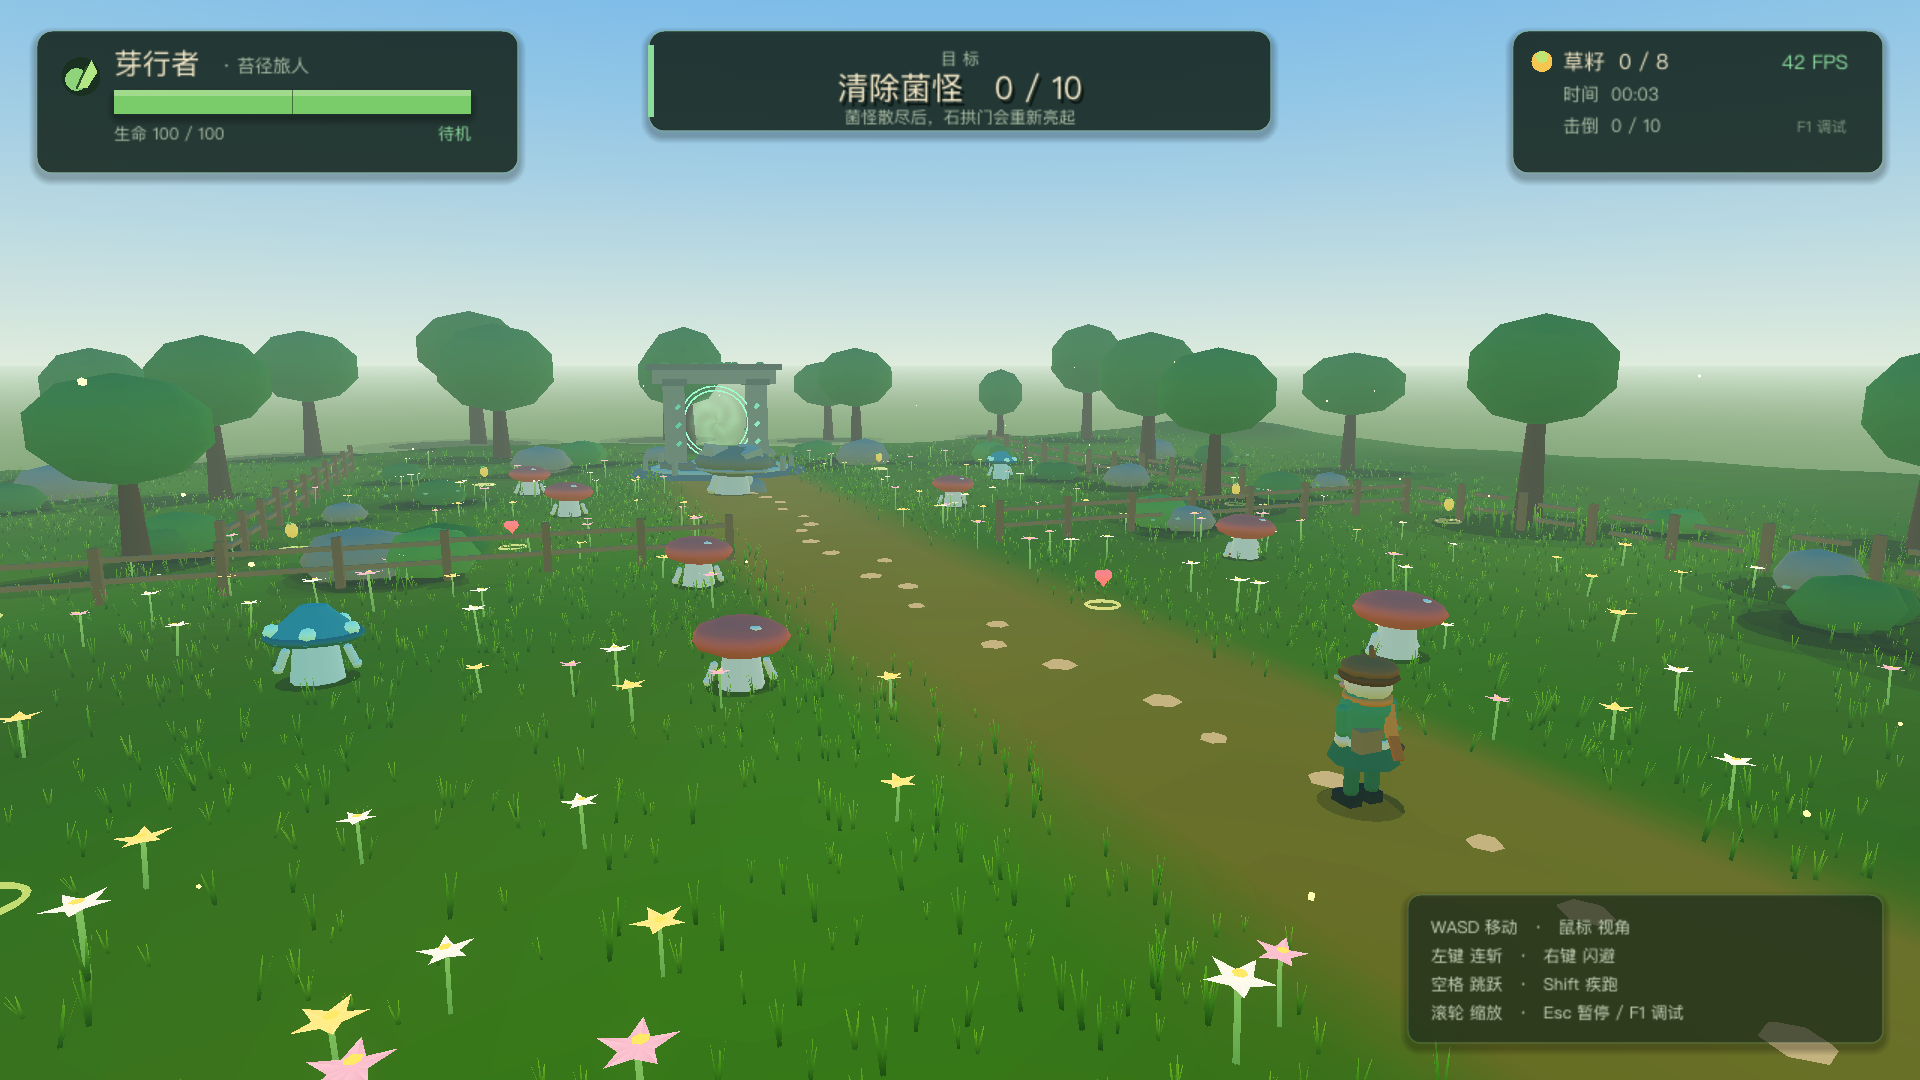 芽行者 · 苔径旅人
生命 100 / 100 待机
目标
清除菌怪 0 / 10
菌怪散尽后，石拱门会重新亮起
草籽 0 / 8 42 FPS
时间 00:03
击倒 0 / 10 F1 调试
WASD 移动 · 鼠标 视角
左键 连斩 · 右键 闪避
空格 跳跃 · Shift 疾跑
滚轮 缩放 · Esc 暂停 / F1 调试